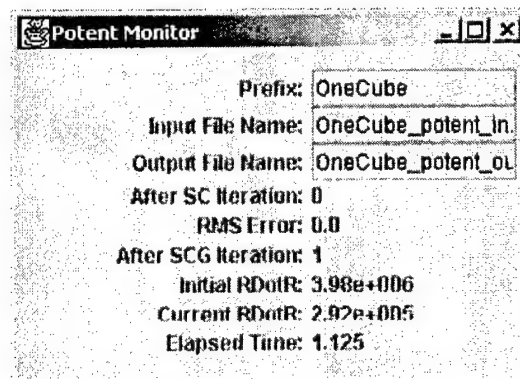 Potent Monitor
Prefix: OneCube
Input File Name: OneCube_potent_in.
Output File Name: OneCube_potent_ou
After SC Iteration: 0
RMS Error: 0.0
After SCG Iteration: 1
Initial RDotR: 3.98e+006
Current RDotR: 2.92e+005
Elapsed Time: 1.125